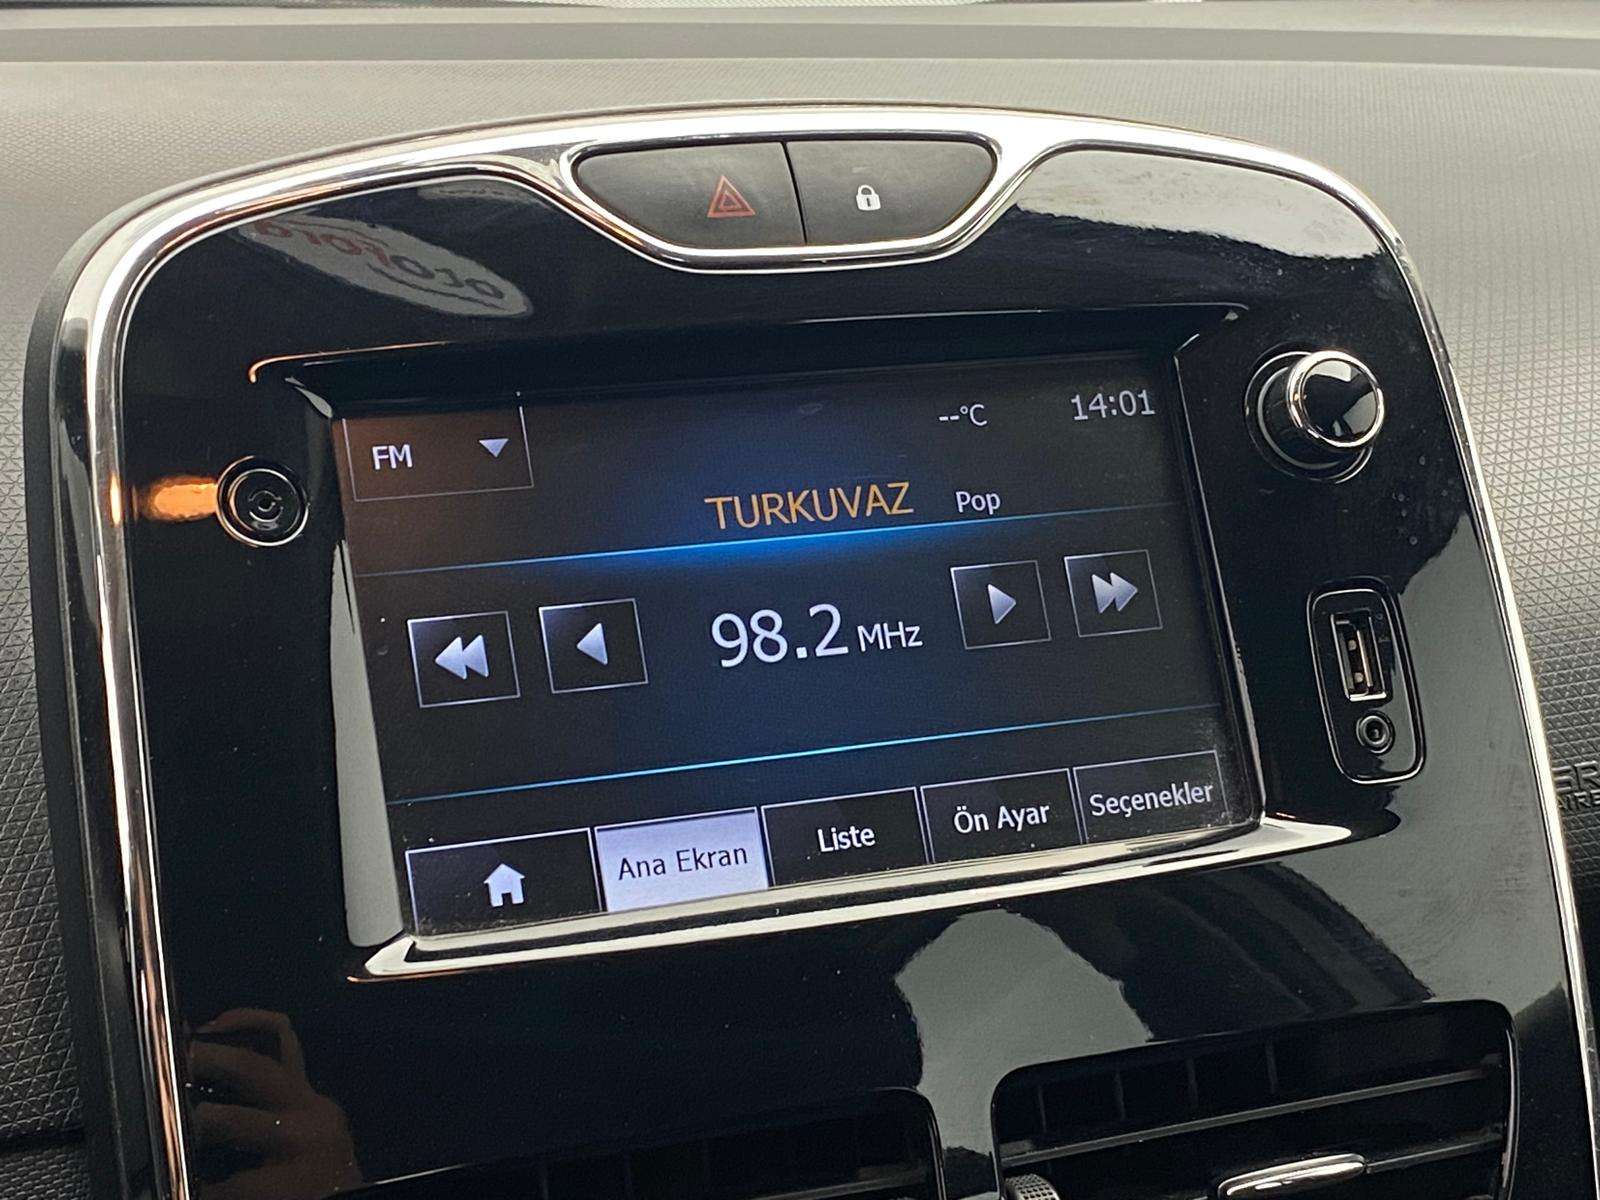 --°C 14:01
FM
TURKUVAZ Pop
98.2 MHz
Ana Ekran Liste Ön Ayar Seçenekler